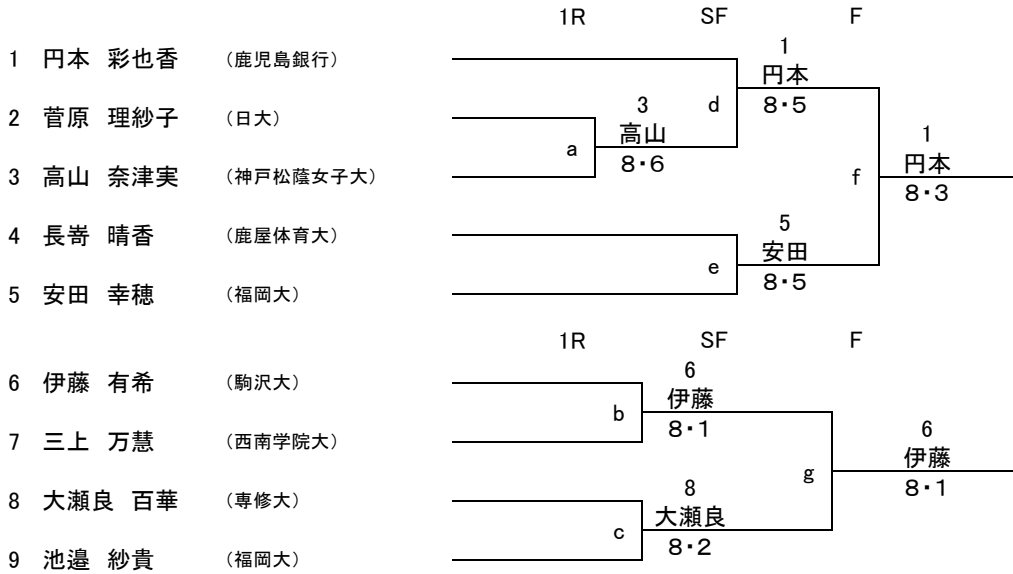 1R SF F
1
1 円本 彩也香 （鹿児島銀行） 円本
3 d 8・5
2 菅原 理紗子 （日大） 高山 1
a 8・6 円本
3 高山 奈津実 （神戸松蔭女子大） f 8・3
5
4 長嵜 晴香 （鹿屋体育大） 安田
e 8・5
5 安田 幸穂 （福岡大）
1R SF F
6
6 伊藤 有希 （駒沢大） 伊藤
b 8・1 6
7 三上 万慧 （西南学院大） 伊藤
g 8・1
8
8 大瀬良 百華 （専修大） 大瀬良
c 8・2
9 池邉 紗貴 （福岡大）